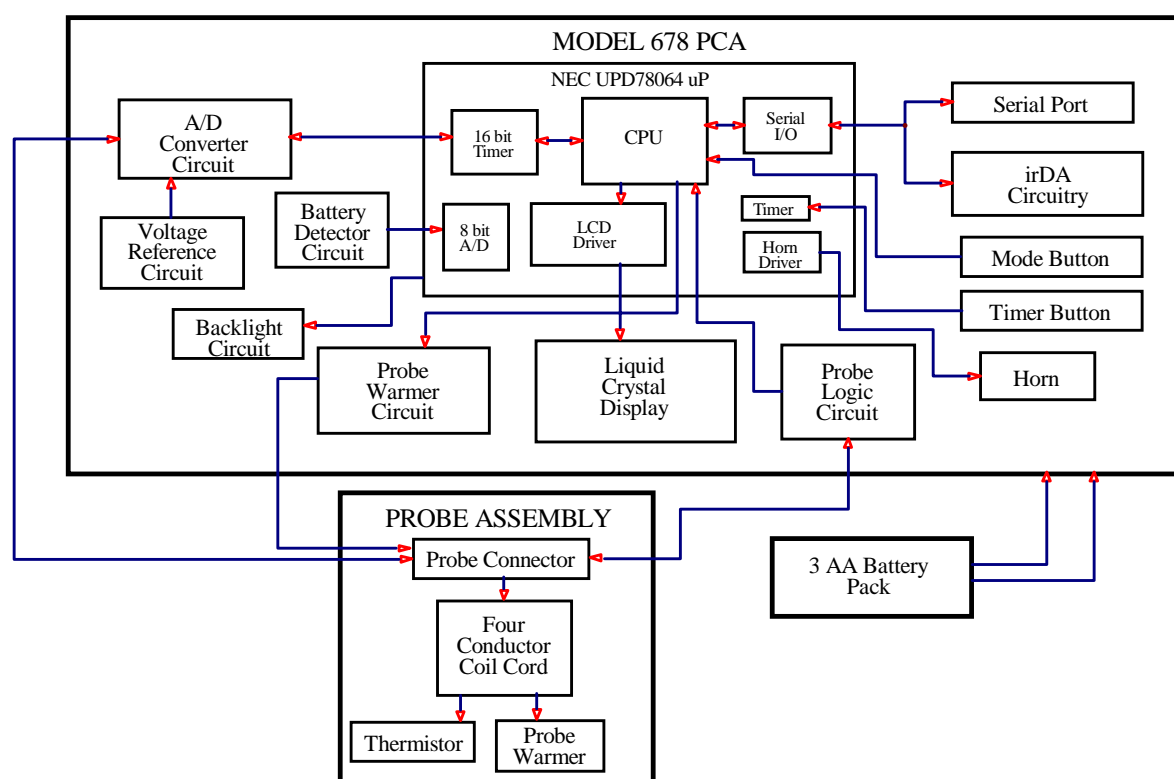 MODEL 678 PCA
NEC UPD78064 uP
A/D
Converter
Circuit
16 bit
Timer
CPU
Serial
I/O
Serial Port
irDA
Circuitry
Voltage
Reference
Circuit
Battery
Detector
Circuit
8 bit
A/D
LCD
Driver
Timer
Horn
Driver
Mode Button
Timer Button
Backlight
Circuit
Probe
Warmer
Circuit
Liquid
Crystal
Display
Probe
Logic
Circuit
Horn
PROBE ASSEMBLY
Probe Connector
3 AA Battery
Pack
Four
Conductor
Coil Cord
Thermistor
Probe
Warmer